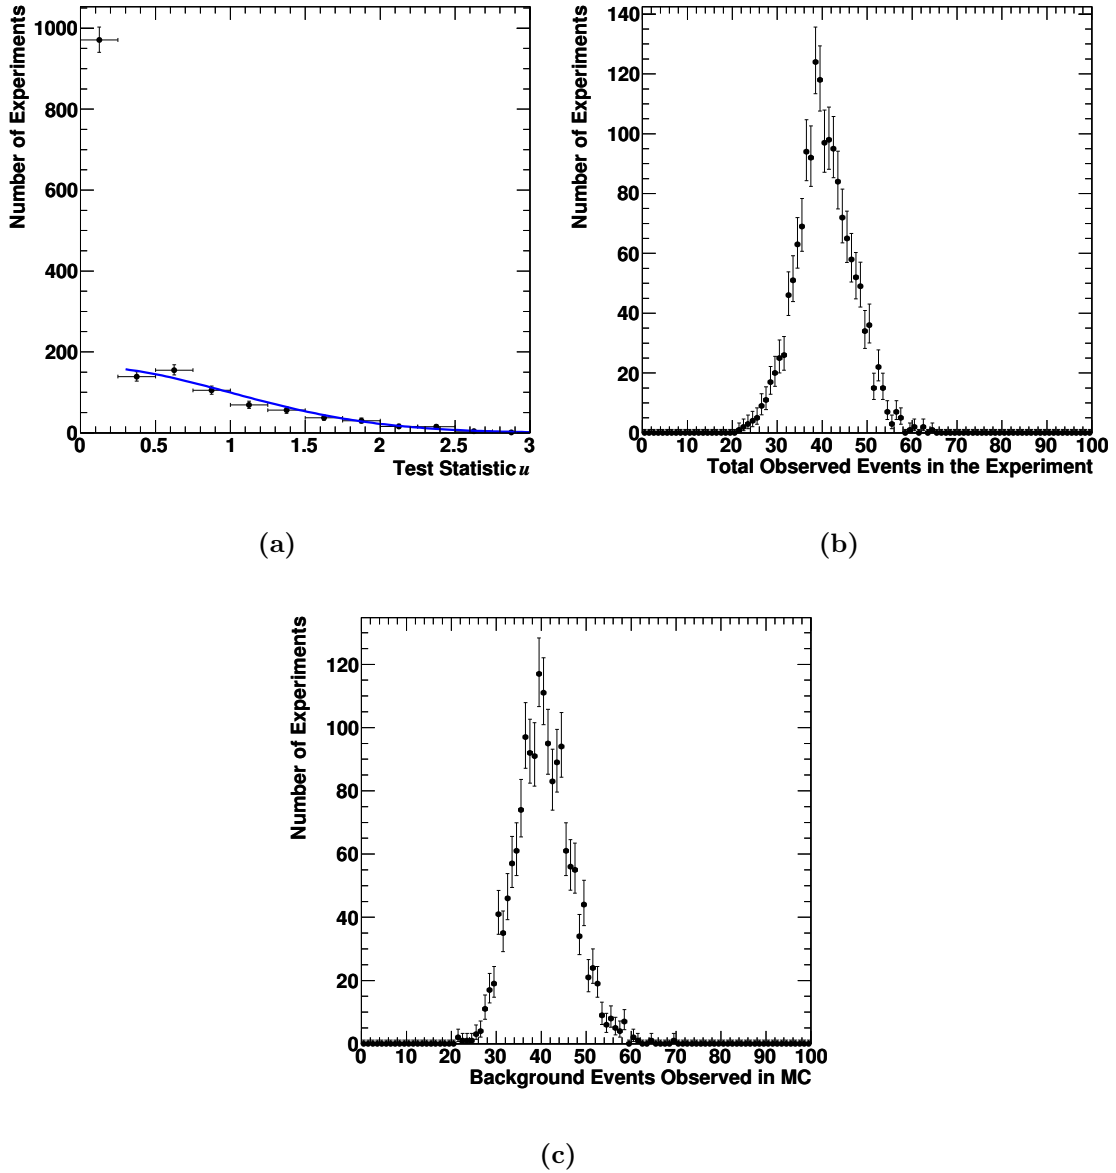 Number of Experiments
1000
800
600
400
200
0
0 0.5 1 1.5 2 2.5 3
Test Statistic u
(a)
Number of Experiments
140
120
100
80
60
40
20
0
0 10 20 30 40 50 60 70 80 90 100
Total Observed Events in the Experiment
(b)
Number of Experiments
120
100
80
60
40
20
0
0 10 20 30 40 50 60 70 80 90 100
Background Events Observed in MC
(c)